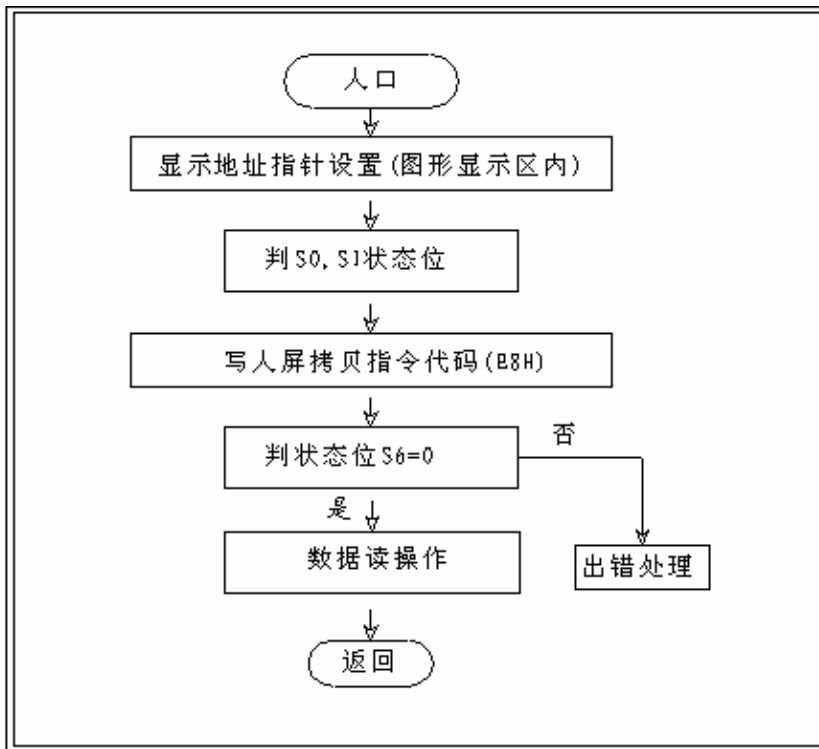 人口
显示地址指针设置(图形显示区内)
判S0,S1状态位
写人屏拷贝指令代码(E8H)
判状态位S6=0
否
是
数据读操作
出错处理
返回